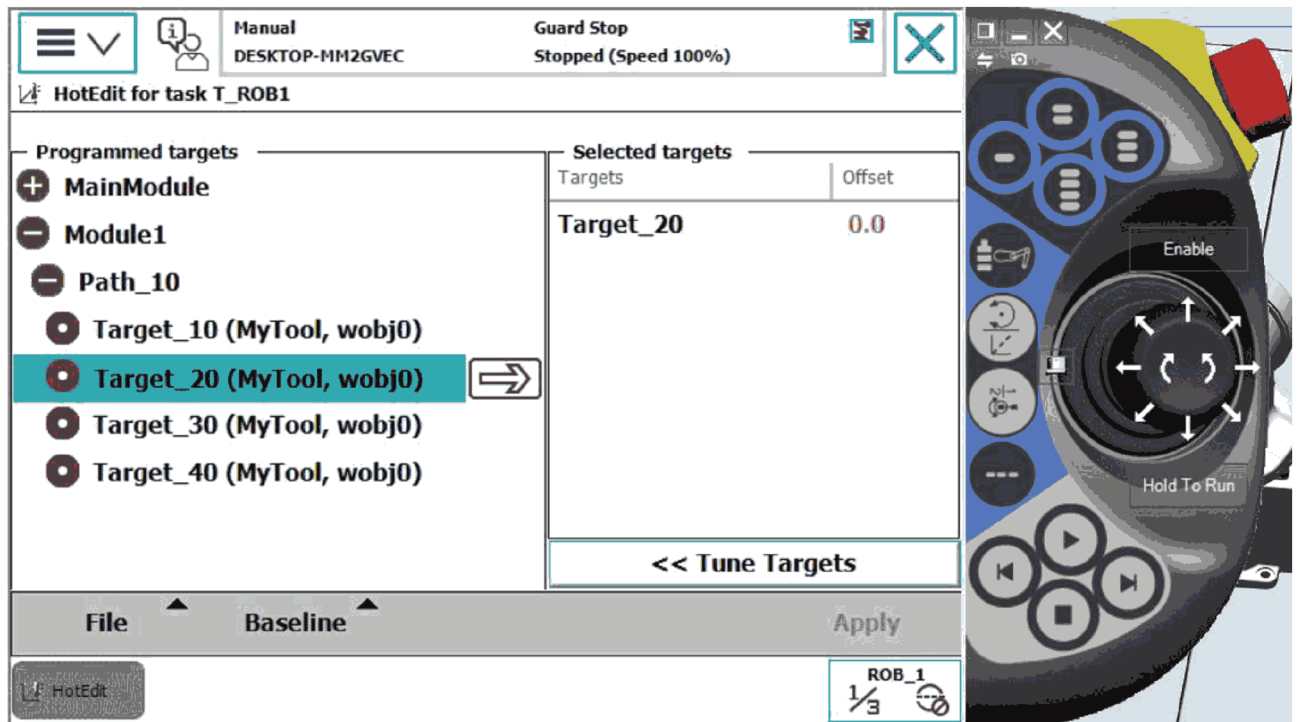 Manual
Guard Stop
DESKTOP-MM2GVEC
Stopped (Speed 100%)
HotEdit for task T_ROB1
Programmed targets
Selected targets
Targets
Offset
MainModule
Target_20
0.0
Module1
Path_10
Target_10 (MyTool, wobj0)
Target_20 (MyTool, wobj0)
Target_30 (MyTool, wobj0)
Target_40 (MyTool, wobj0)
<< Tune Targets
File
Baseline
Apply
HotEdit
ROB_1
1/3
Enable
Hold To Run